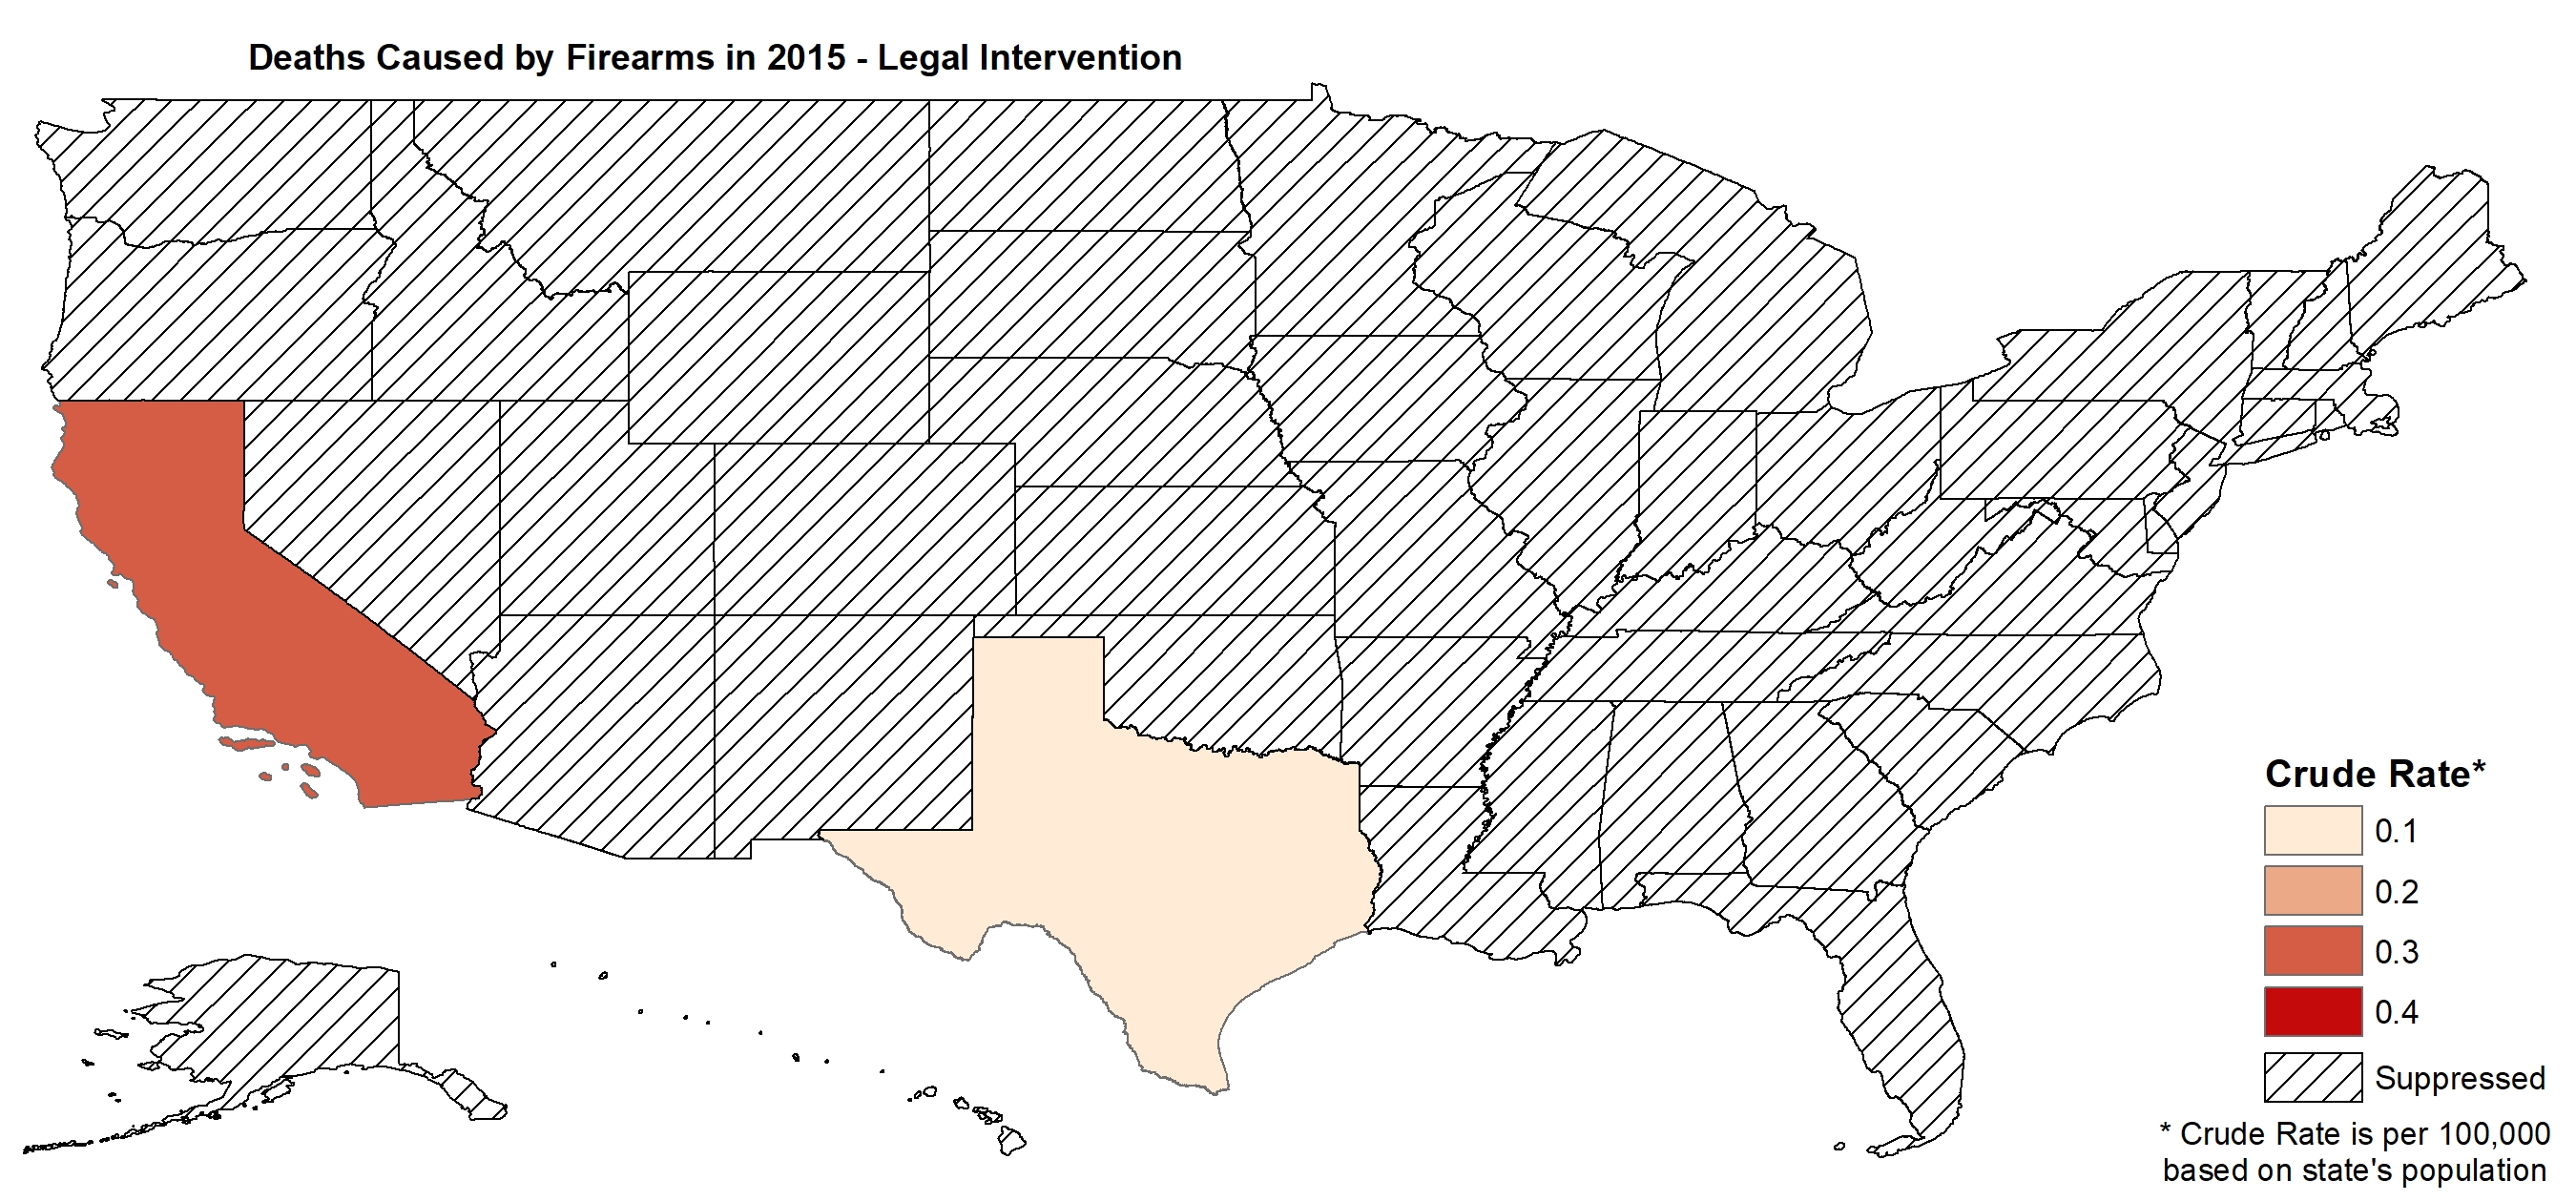 Deaths Caused by Firearms in 2015 - Legal Intervention
Crude Rate*
0.1
0.2
0.3
0.4
Suppressed
* Crude Rate is per 100,000
based on state's population